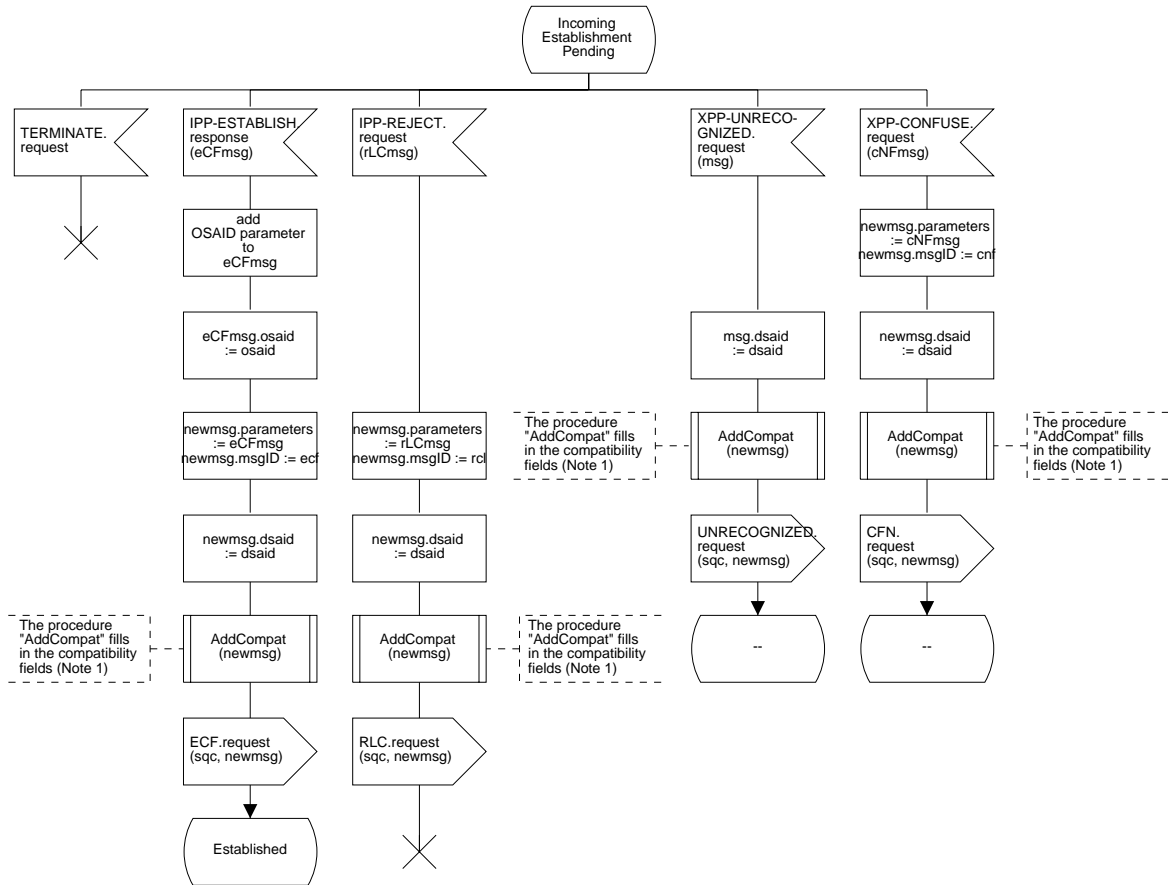 Incoming
Establishment
Pending
TERMINATE.
request
IPP-ESTABLISH.
response
(eCFmsg)
IPP-REJECT.
request
(rLCmsg)
XPP-UNRECO-
GNIZED.
request
(msg)
XPP-CONFUSE.
request
(cNFmsg)
add
OSAID parameter
to
eCFmsg
newmsg.parameters
:= cNFmsg
newmsg.msgID := cnf
eCFmsg.osaid
:= osaid
msg.dsaid
:= dsaid
newmsg.dsaid
:= dsaid
newmsg.parameters
:= eCFmsg
newmsg.msgID := ecf
newmsg.parameters
:= rLCmsg
newmsg.msgID := rcl
The procedure
"AddCompat" fills
in the compatibility
fields (Note 1)
AddCompat
(newmsg)
AddCompat
(newmsg)
The procedure
"AddCompat" fills
in the compatibility
fields (Note 1)
newmsg.dsaid
:= dsaid
newmsg.dsaid
:= dsaid
UNRECOGNIZED.
request
(sqc, newmsg)
CFN.
request
(sqc, newmsg)
The procedure
"AddCompat" fills
in the compatibility
fields (Note 1)
AddCompat
(newmsg)
AddCompat
(newmsg)
The procedure
"AddCompat" fills
in the compatibility
fields (Note 1)
--
--
ECF.request
(sqc, newmsg)
RLC.request
(sqc, newmsg)
Established